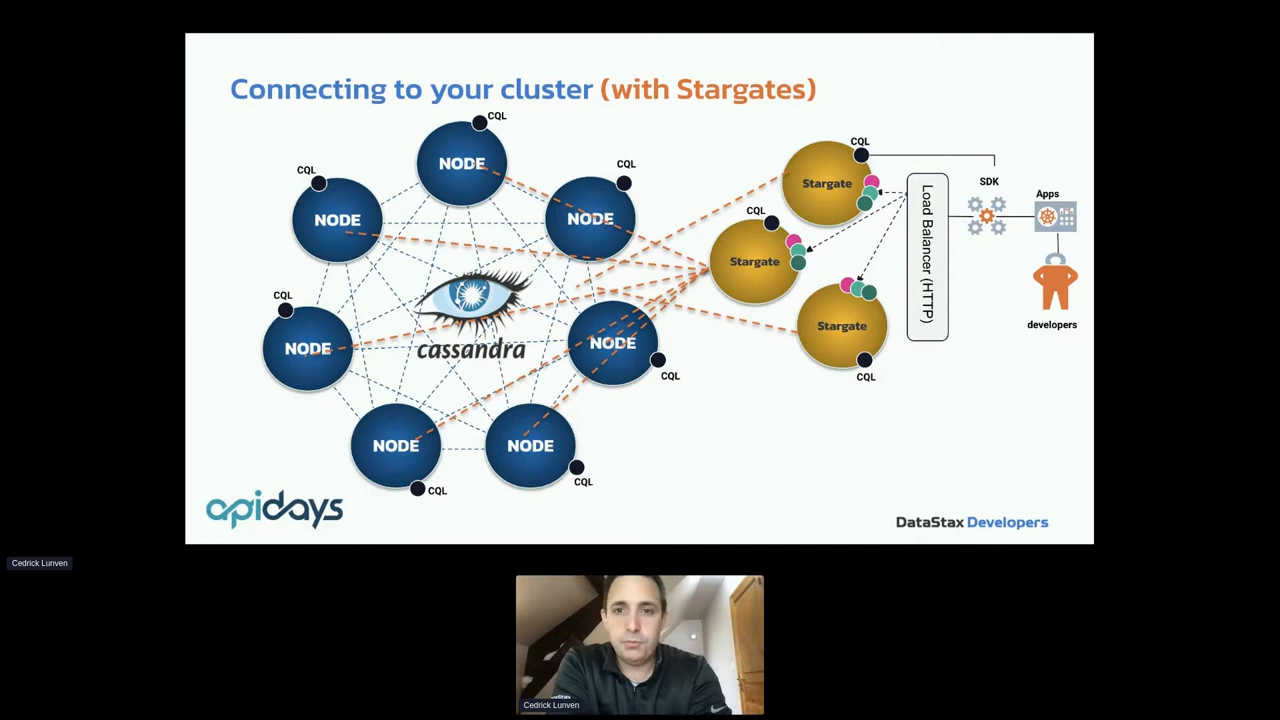 Connecting to your cluster (with Stargates)
CQL
NODE
CQL
NODE
CQL
NODE
CQL
NODE
cassandra
NODE
CQL
NODE
CQL
NODE
CQL
CQL
Stargate
CQL
Stargate
Stargate
CQL
Load Balancer (HTTP)
SDK
Apps
developers
apidays
DataStax Developers
Cedrick Lunven
Cedrick Lunven